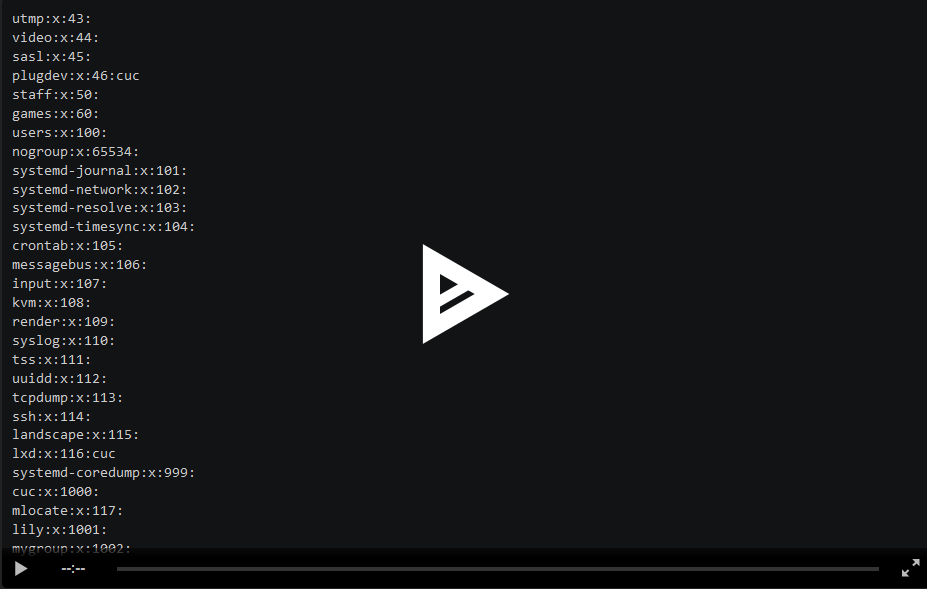 utmp:x:43:
video:x:44:
sasl:x:45:
plugdev:x:46:cuc
staff:x:50:
games:x:60:
users:x:100:
nogroup:x:65534:
systemd-journal:x:101:
systemd-network:x:102:
systemd-resolve:x:103:
systemd-timesync:x:104:
crontab:x:105:
messagebus:x:106:
input:x:107:
kvm:x:108:
render:x:109:
syslog:x:110:
tss:x:111:
uuidd:x:112:
tcpdump:x:113:
ssh:x:114:
landscape:x:115:
lxd:x:116:cuc
systemd-coredump:x:999:
cuc:x:1000:
mlocate:x:117:
lily:x:1001:
mygroup:x:1002:
--:--